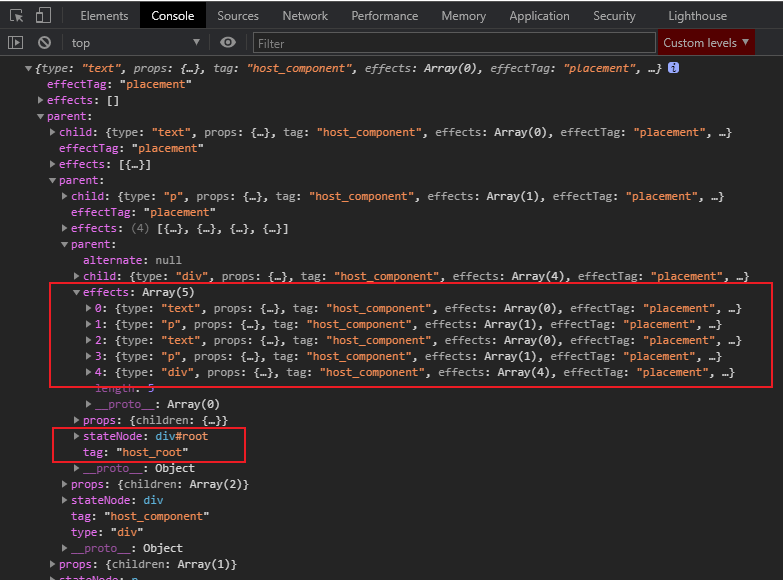 Elements Console Sources Network Performance Memory Application Security Lighthouse
top Filter Custom levels
{type: "text", props: {…}, tag: "host_component", effects: Array(0), effectTag: "placement", …} i
effectTag: "placement"
effects: []
parent:
child: {type: "text", props: {…}, tag: "host_component", effects: Array(0), effectTag: "placement", …}
effectTag: "placement"
effects: [{…}]
parent:
child: {type: "p", props: {…}, tag: "host_component", effects: Array(1), effectTag: "placement", …}
effectTag: "placement"
effects: (4) [{…}, {…}, {…}, {…}]
parent:
alternate: null
child: {type: "div", props: {…}, tag: "host_component", effects: Array(4), effectTag: "placement", …}
effects: Array(5)
0: {type: "text", props: {…}, tag: "host_component", effects: Array(0), effectTag: "placement", …}
1: {type: "p", props: {…}, tag: "host_component", effects: Array(1), effectTag: "placement", …}
2: {type: "text", props: {…}, tag: "host_component", effects: Array(0), effectTag: "placement", …}
3: {type: "p", props: {…}, tag: "host_component", effects: Array(1), effectTag: "placement", …}
4: {type: "div", props: {…}, tag: "host_component", effects: Array(4), effectTag: "placement", …}
length: 5
__proto__: Array(0)
props: {children: {…}}
stateNode: div#root
tag: "host_root"
__proto__: Object
props: {children: Array(2)}
stateNode: div
tag: "host_component"
type: "div"
__proto__: Object
props: {children: Array(1)}
stateNode: p